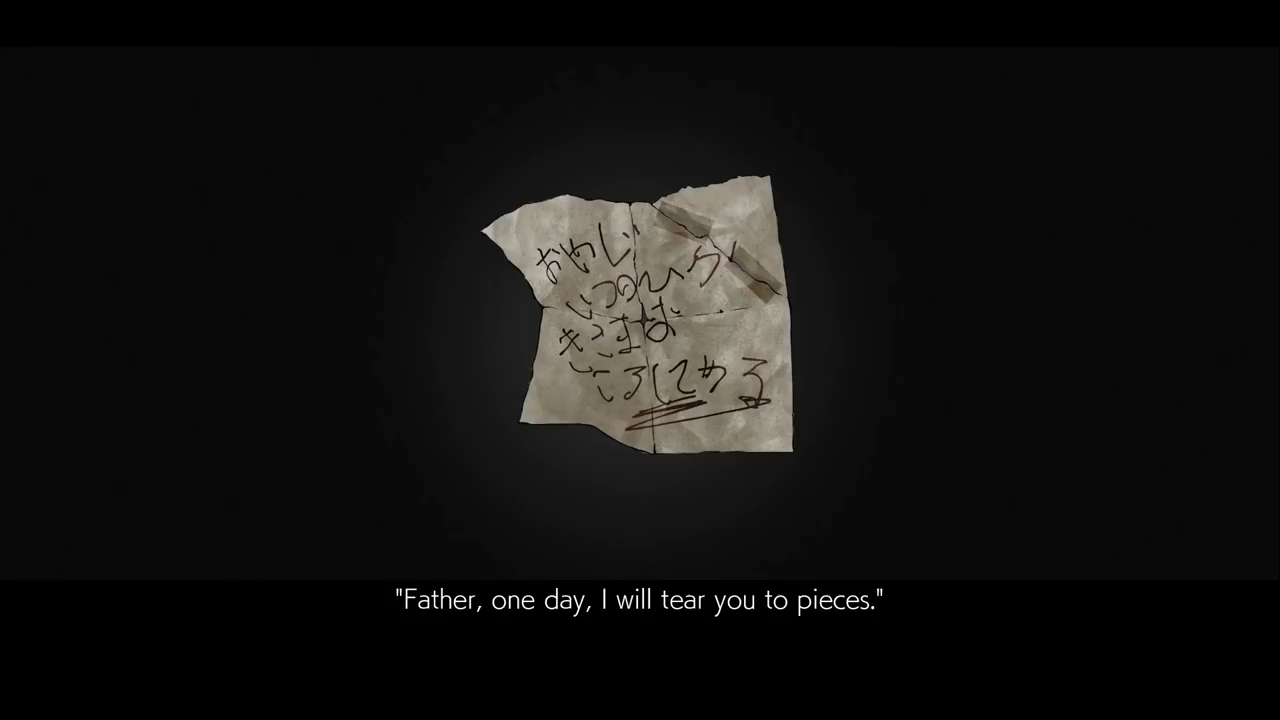 おやじ
いつのひか
きさまお
ころしてやる
"Father, one day, I will tear you to pieces."